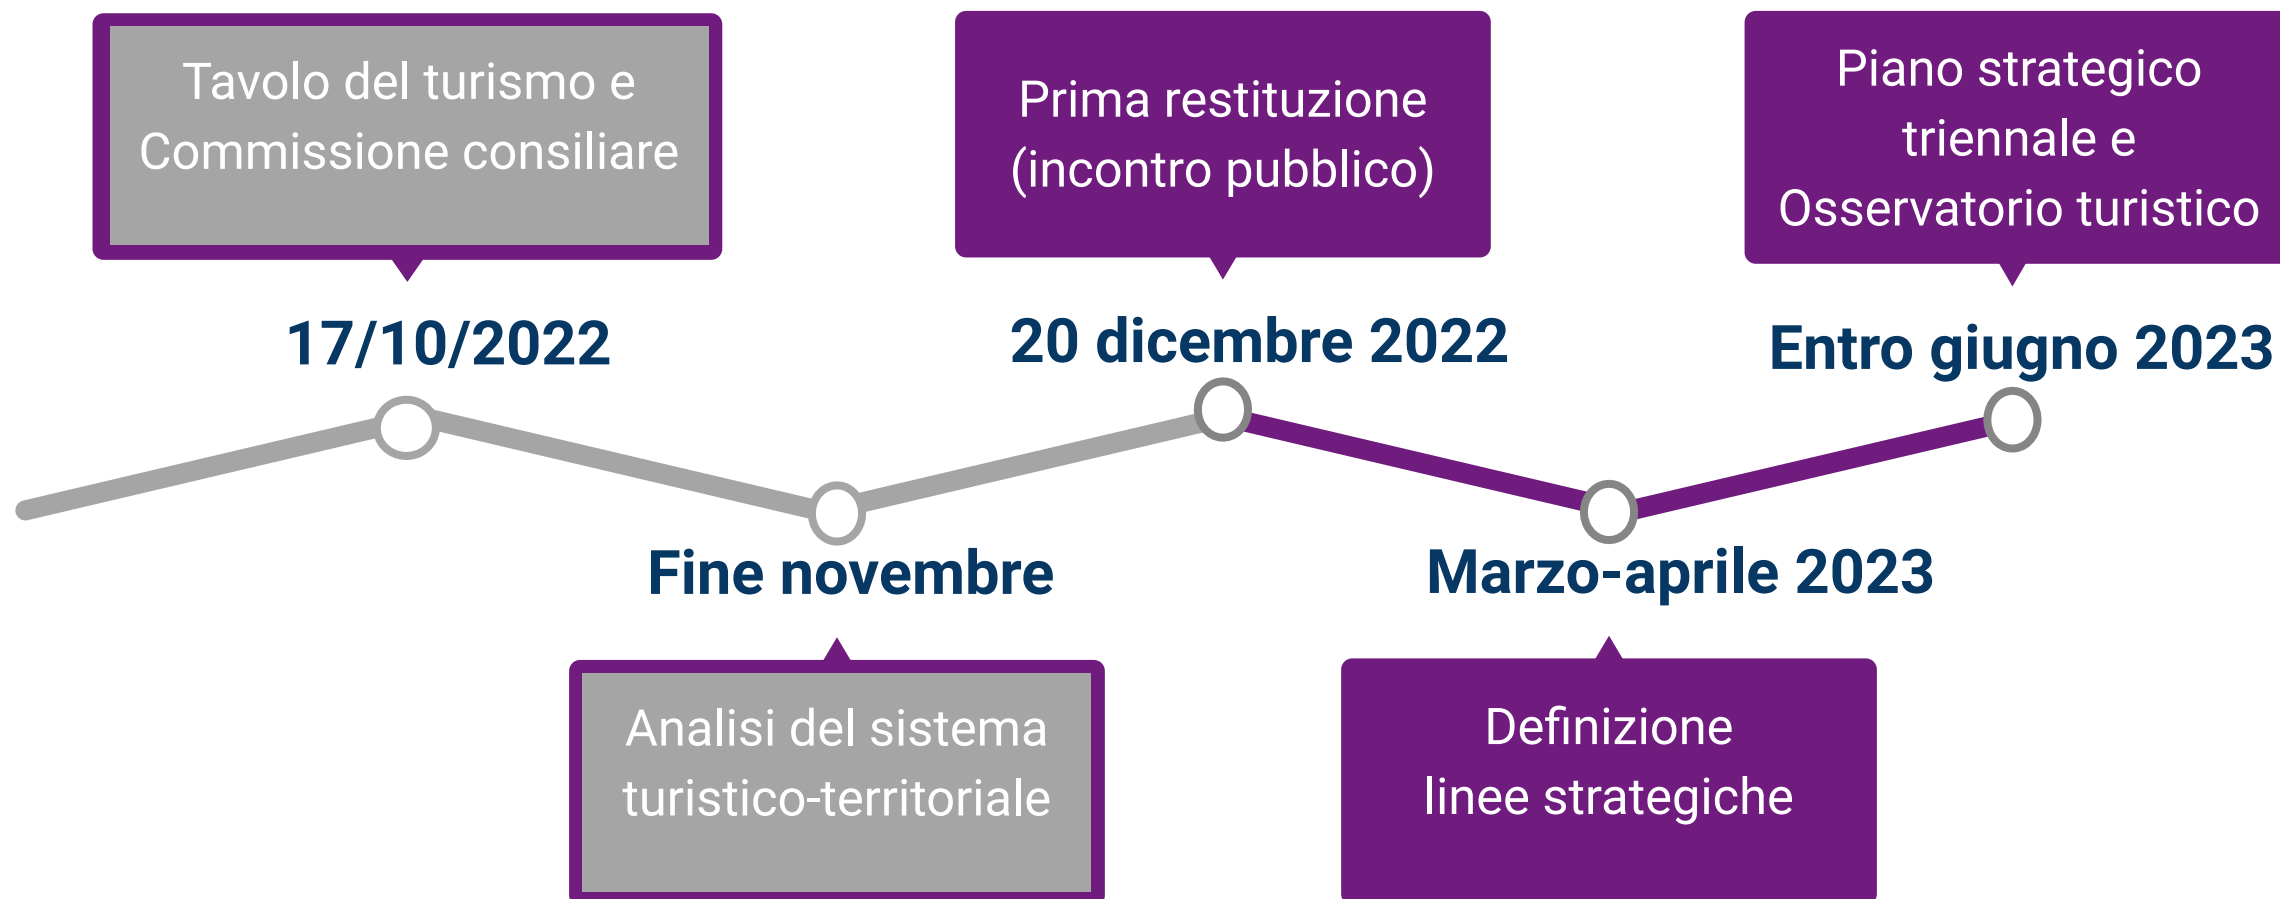 Tavolo del turismo e
Commissione consiliare
17/10/2022
Fine novembre
Analisi del sistema
turistico-territoriale
Prima restituzione
(incontro pubblico)
20 dicembre 2022
Marzo-aprile 2023
Definizione
linee strategiche
Piano strategico
triennale e
Osservatorio turistico
Entro giugno 2023